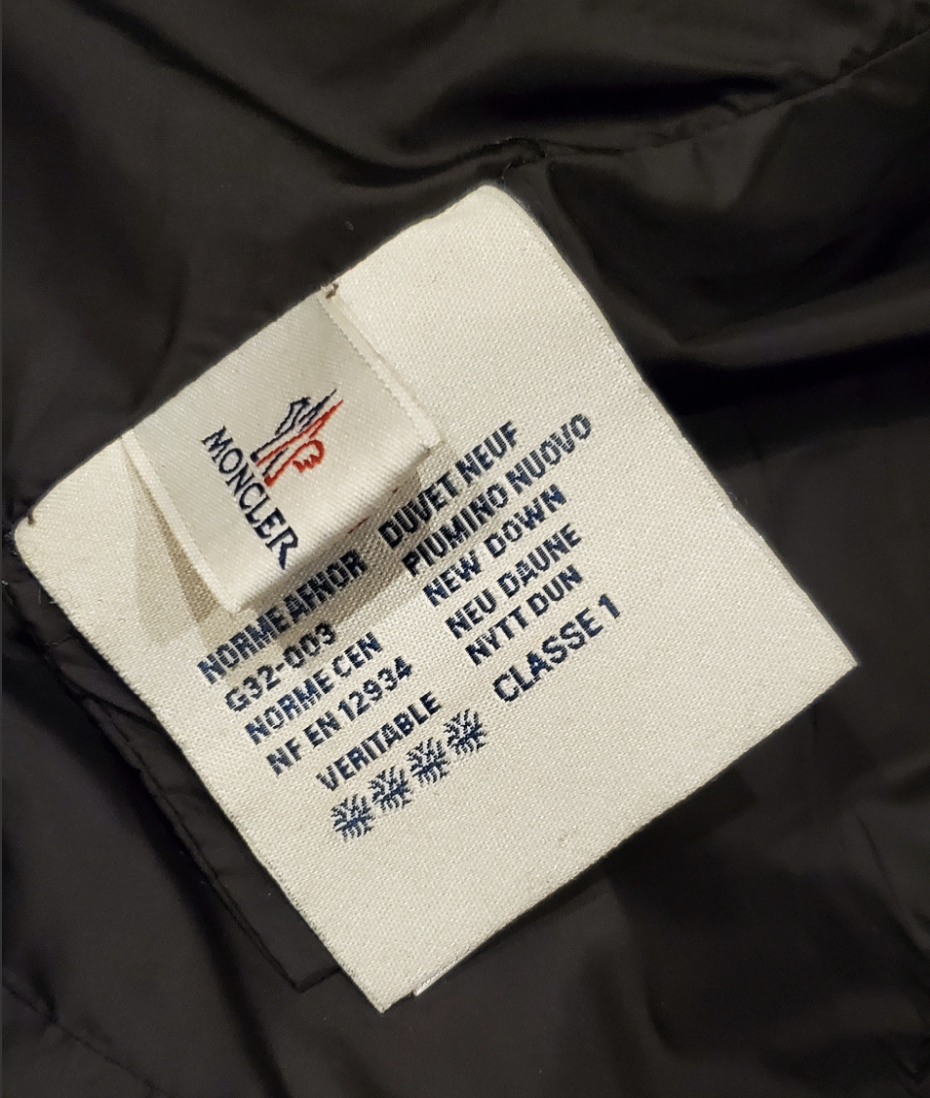 MONCLER
NORME AFNOR DUVET NEUF
G32-003 PIUMINO NUOVO
NORME CEN NEW DOWN
NF EN 12934 NEU DAUNE
NYTT DUN
VERITABLE CLASSE 1